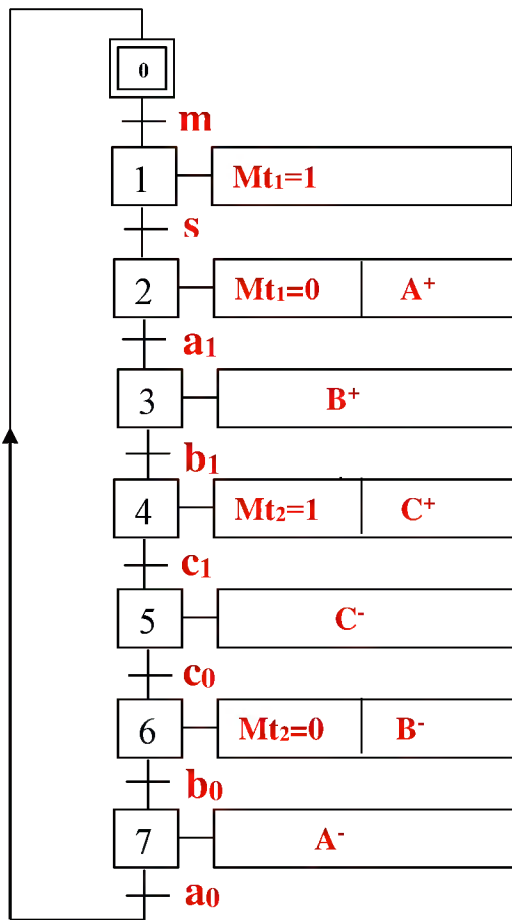 0
m
1 Mt₁=1
s
2 Mt₁=0 A⁺
a₁
3 B⁺
b₁
4 Mt₂=1 C⁺
c₁
5 C⁻
c₀
6 Mt₂=0 B⁻
b₀
7 A⁻
a₀